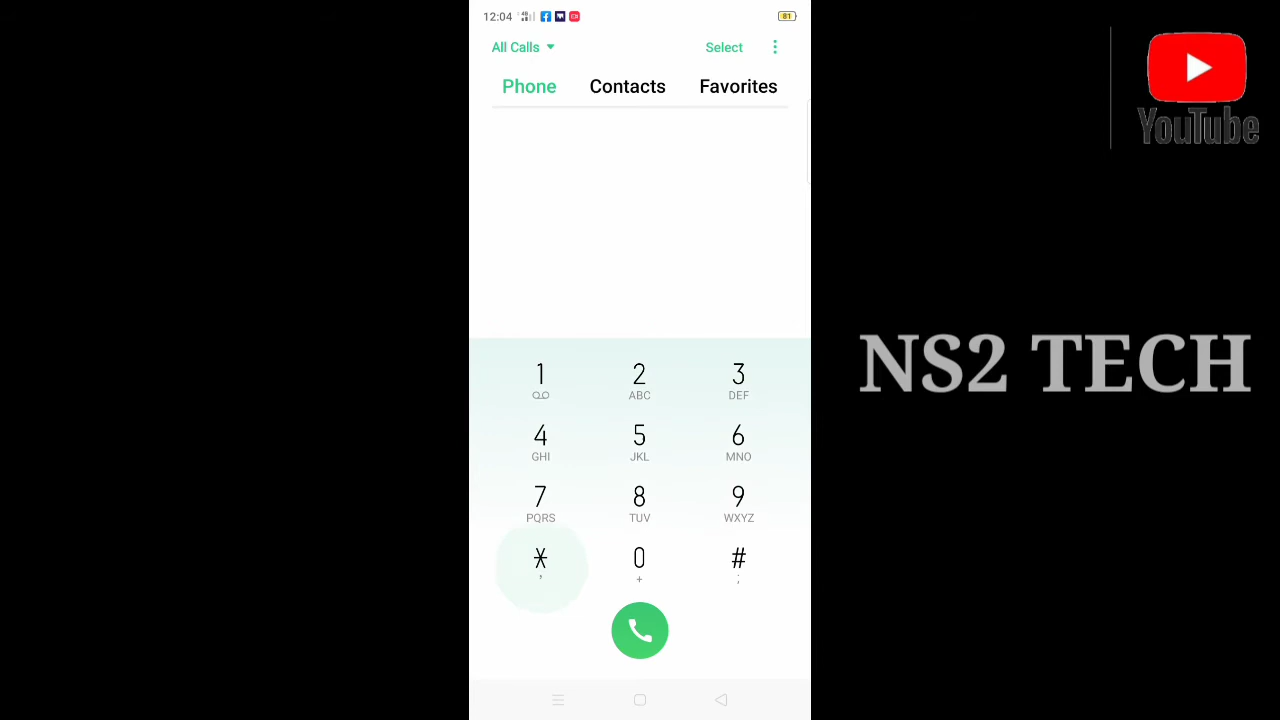 12:04
81
All Calls
Select
Phone Contacts Favorites
1 2 3
ABC DEF
4 5 6
GHI JKL MNO
7 8 9
PQRS TUV WXYZ
* 0 #
, + ;
YouTube
NS2 TECH